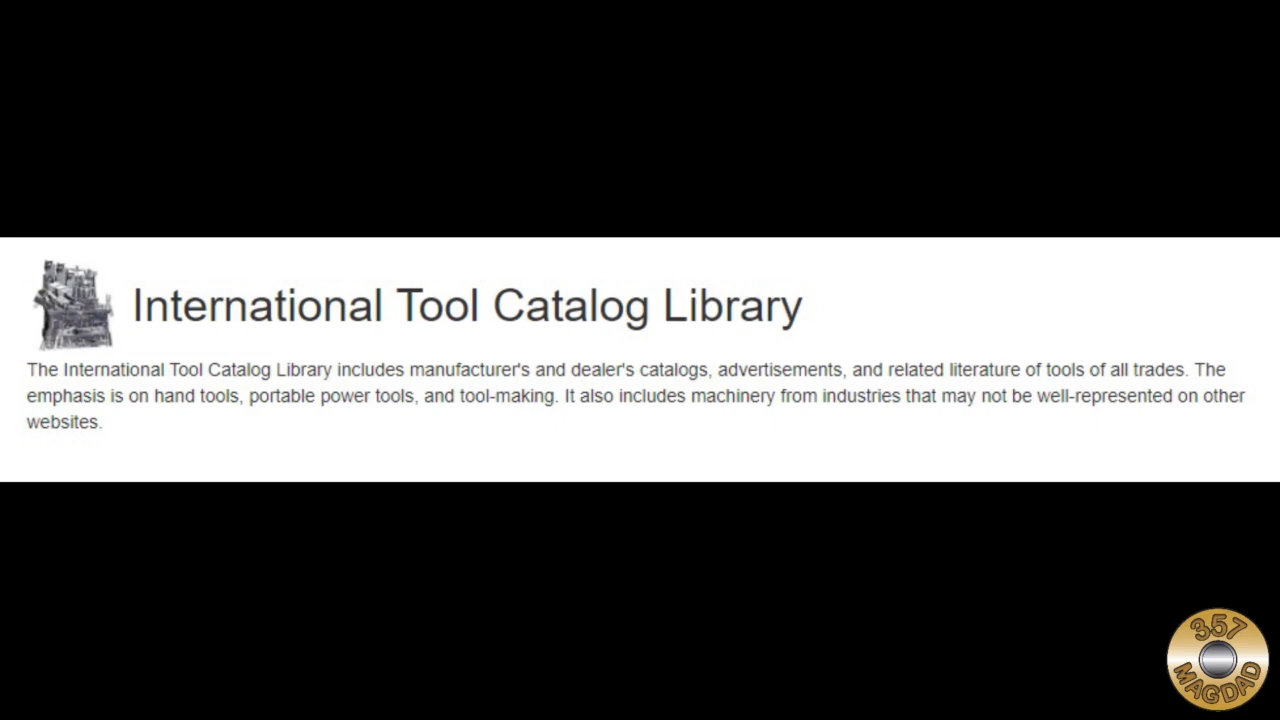 International Tool Catalog Library
The International Tool Catalog Library includes manufacturer's and dealer's catalogs, advertisements, and related literature of tools of all trades. The
emphasis is on hand tools, portable power tools, and tool-making. It also includes machinery from industries that may not be well-represented on other
websites.
357
MAGDAD